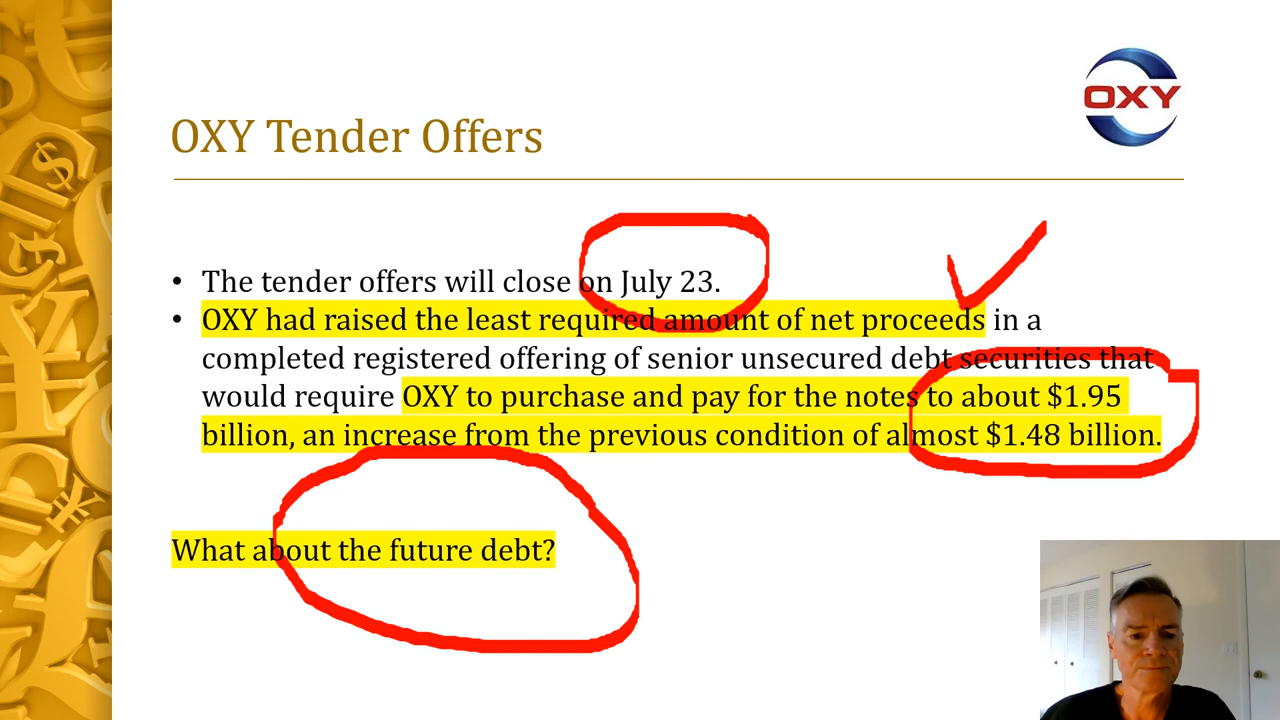 OXY
OXY Tender Offers
• The tender offers will close on July 23.
• OXY had raised the least required amount of net proceeds in a
completed registered offering of senior unsecured debt securities that
would require OXY to purchase and pay for the notes to about $1.95
billion, an increase from the previous condition of almost $1.48 billion.
What about the future debt?